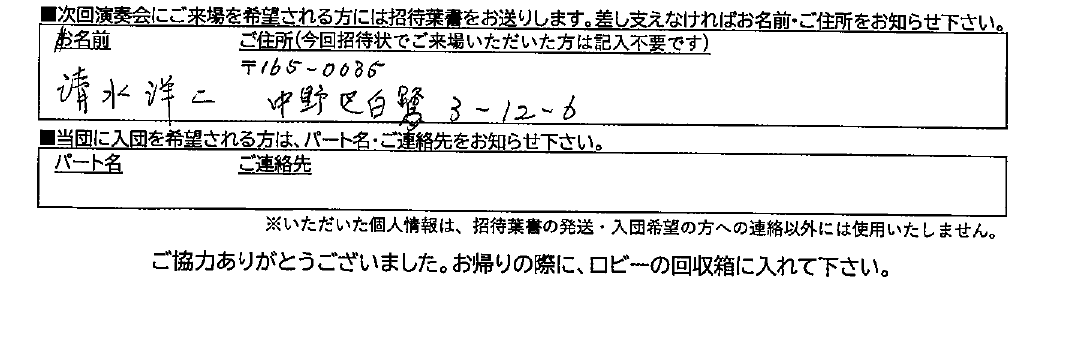 ■次回演奏会にご来場を希望される方には招待葉書をお送りします。差し支えなければお名前・ご住所をお知らせ下さい。
お名前 ご住所(今回招待状でご来場いただいた方は記入不要です)
〒165-0035
清水洋二 中野区白鷺 3-12-6
■当団に入団を希望される方は、パート名・ご連絡先をお知らせ下さい。
パート名 ご連絡先
※いただいた個人情報は、招待葉書の発送・入団希望の方への連絡以外には使用いたしません。
ご協力ありがとうございました。お帰りの際に、ロビーの回収箱に入れて下さい。